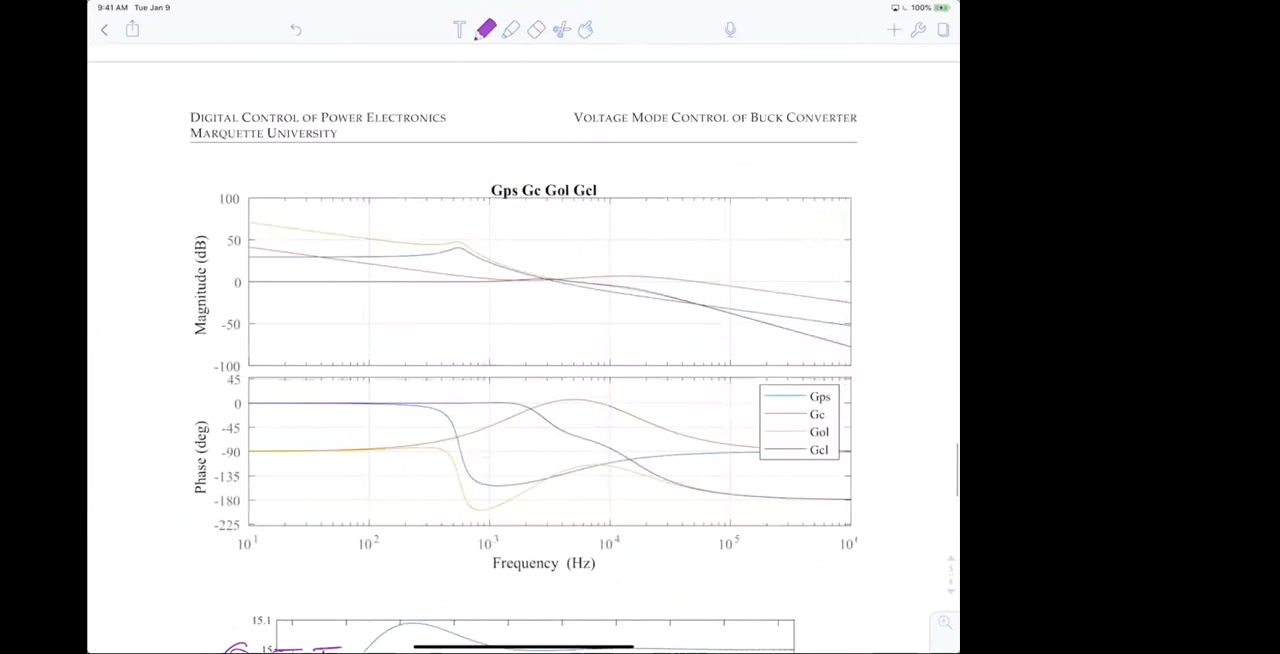 9:41 AM Tue Jan 9
100%
T
DIGITAL CONTROL OF POWER ELECTRONICS
VOLTAGE MODE CONTROL OF BUCK CONVERTER
MARQUETTE UNIVERSITY
Gps Gc Gol Gcl
Magnitude (dB)
100
50
0
-50
-100
Phase (deg)
45
0
-45
-90
-135
-180
-225
Gps
Gc
Gol
Gcl
10^1 10^2 10^3 10^4 10^5
Frequency (Hz)
15.1